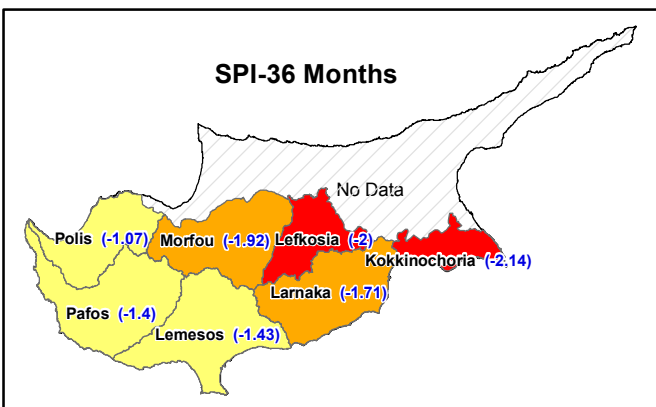 SPI-36 Months
No Data
Polis (-1.07)
Morfou (-1.92)
Lefkosia (-2)
Kokkinochoria (-2.14)
Larnaka (-1.71)
Pafos (-1.4)
Lemesos (-1.43)